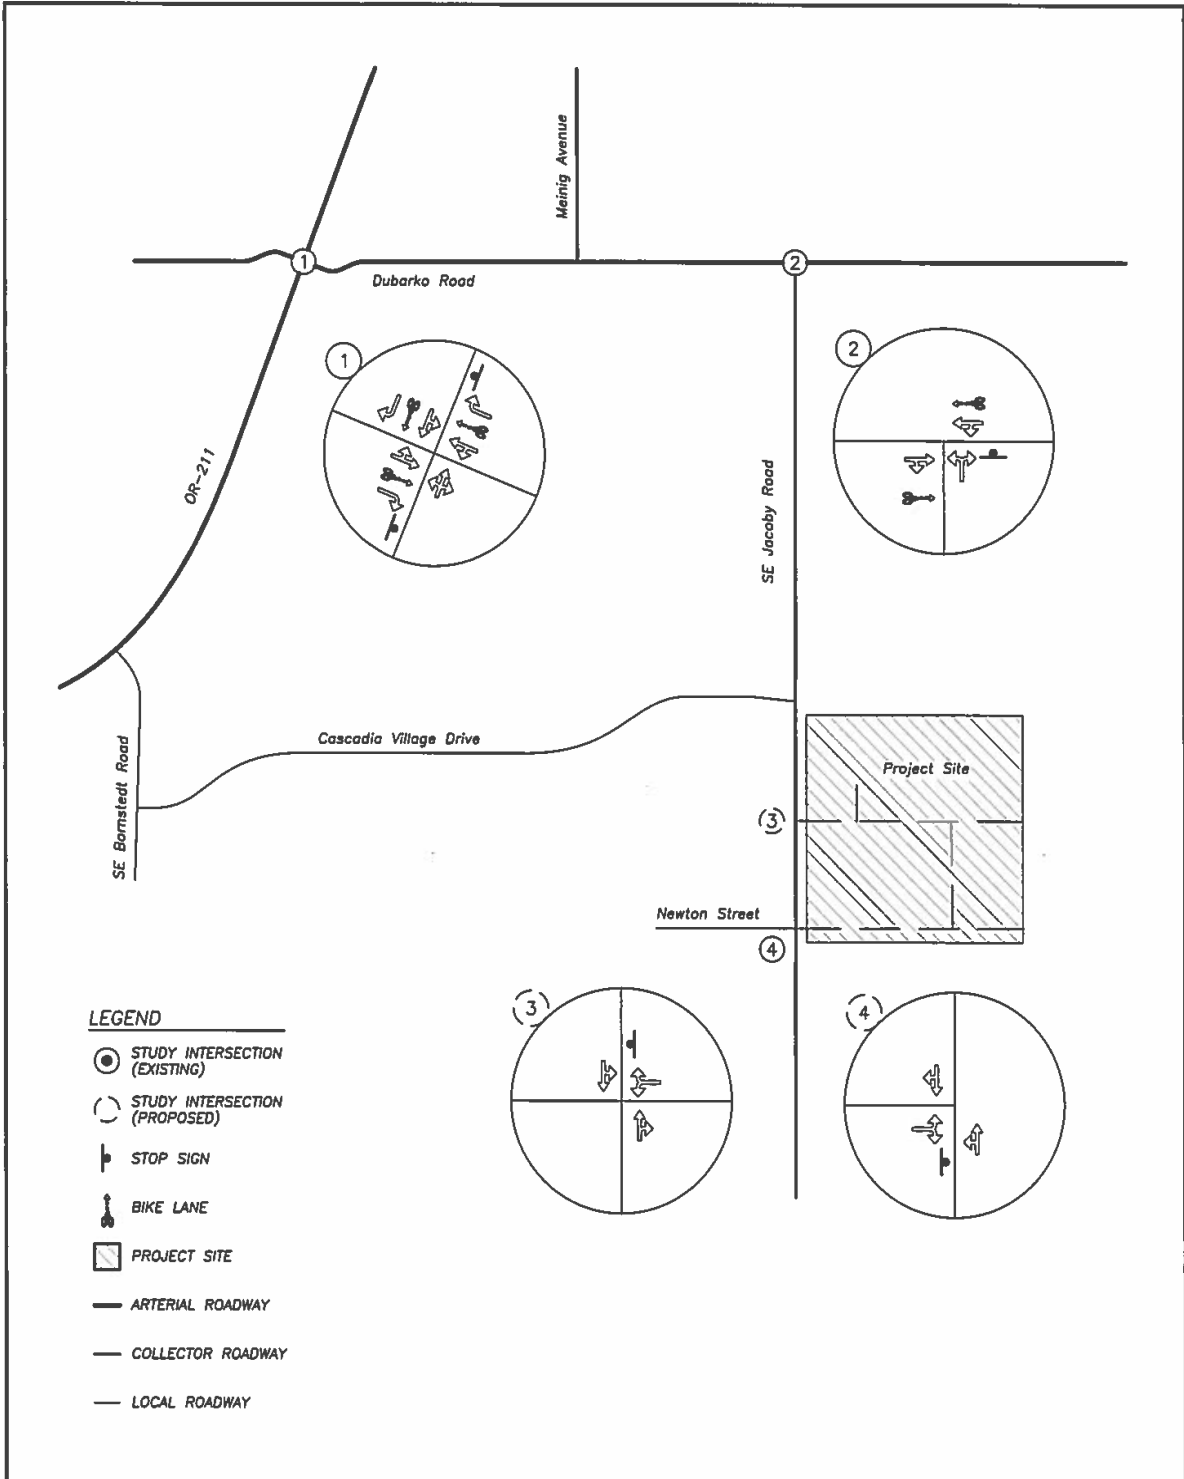 Meinig Avenue
1
2
Dubarko Road
1
2
OR-211
SE Jacoby Road
Cascadia Village Drive
Project Site
SE Bornstedt Road
3
Newton Street
4
3
4
LEGEND
STUDY INTERSECTION
(EXISTING)
STUDY INTERSECTION
(PROPOSED)
STOP SIGN
BIKE LANE
PROJECT SITE
ARTERIAL ROADWAY
COLLECTOR ROADWAY
LOCAL ROADWAY